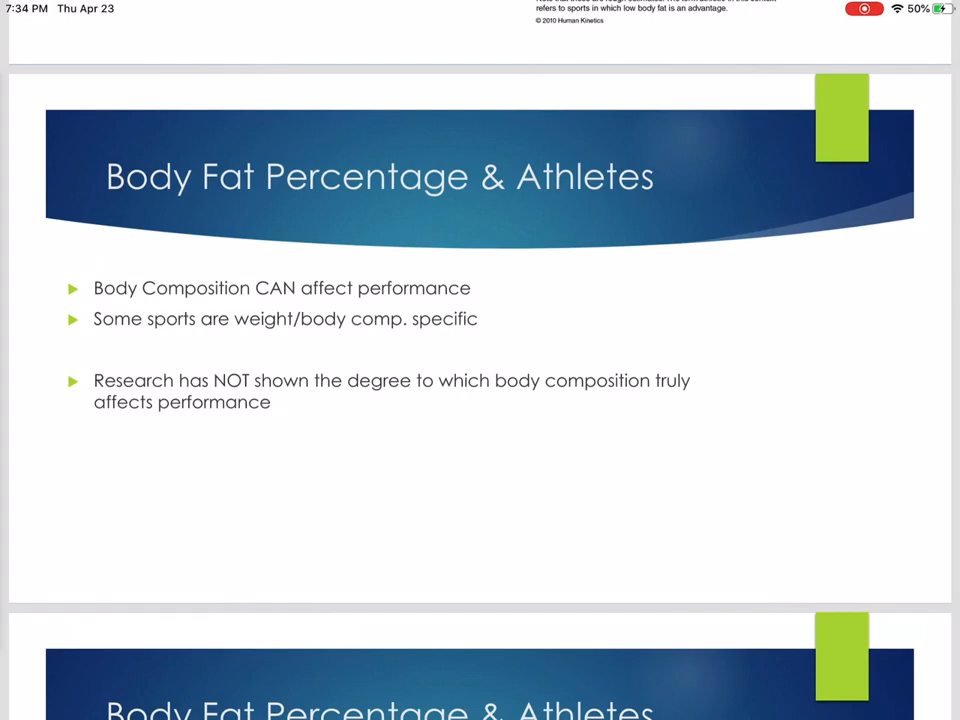 7:34 PM Thu Apr 23
50%
refers to sports in which low body fat is an advantage.
© 2010 Human Kinetics
Body Fat Percentage & Athletes
Body Composition CAN affect performance
Some sports are weight/body comp. specific
Research has NOT shown the degree to which body composition truly
affects performance
Body Fat Percentage & Athletes